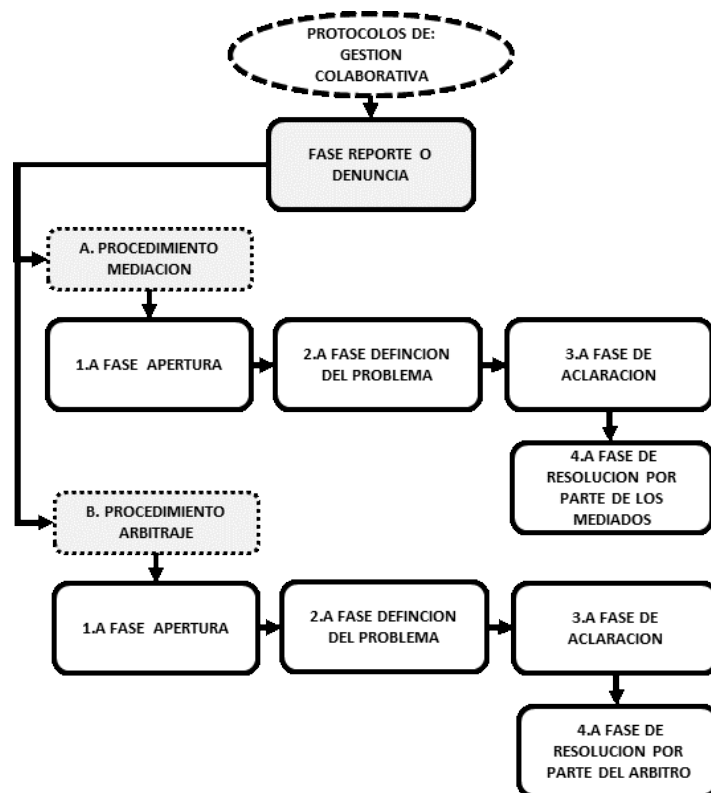 PROTOCOLOS DE:
GESTION
COLABORATIVA
FASE REPORTE O
DENUNCIA
A. PROCEDIMIENTO
MEDIACION
1.A FASE APERTURA
2.A FASE DEFINCION
DEL PROBLEMA
3.A FASE DE
ACLARACION
4.A FASE DE
RESOLUCION POR
PARTE DE LOS
MEDIADOS
B. PROCEDIMIENTO
ARBITRAJE
1.A FASE APERTURA
2.A FASE DEFINCION
DEL PROBLEMA
3.A FASE DE
ACLARACION
4.A FASE DE
RESOLUCION POR
PARTE DEL ARBITRO